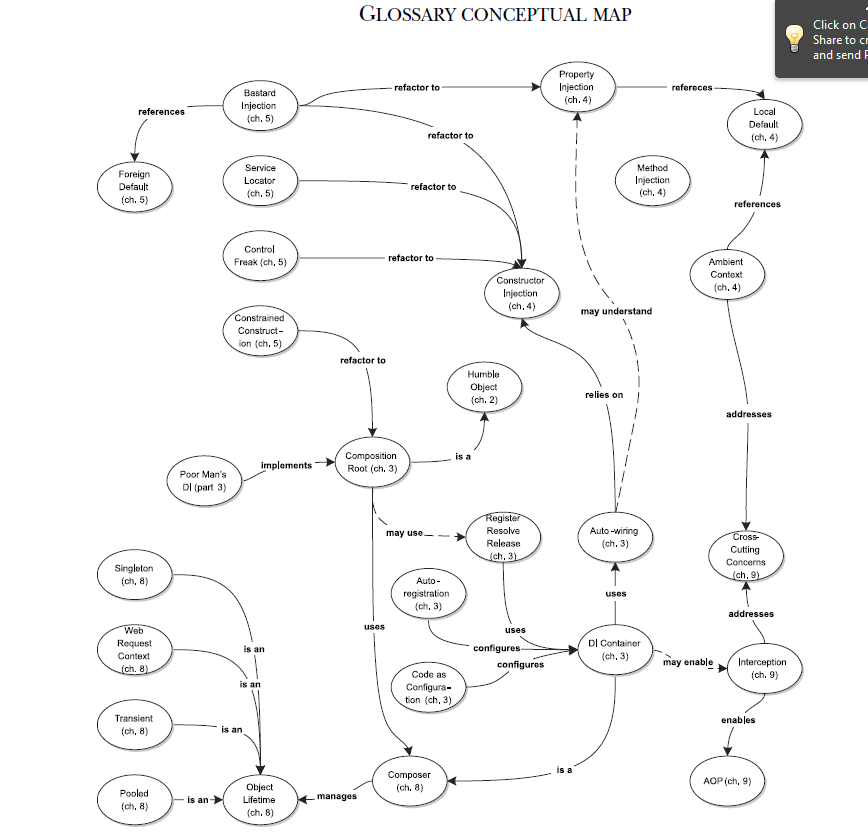 GLOSSARY CONCEPTUAL MAP
Click on C
Share to cr
and send P
Property
Injection
(ch. 4)
refactor to
refereces
Bastard
Injection
(ch. 5)
references
Local
Default
(ch. 4)
refactor to
Foreign
Default
(ch. 5)
Service
Locator
(ch. 5)
refactor to
Method
Injection
(ch. 4)
references
Control
Freak (ch. 5)
refactor to
Ambient
Context
(ch. 4)
Constructor
Injection
(ch. 4)
Constrained
Construct-
ion (ch. 5)
may understand
refactor to
Humble
Object
(ch. 2)
relies on
addresses
Composition
Root (ch. 3)
is a
implements
Poor Man's
DI (part 3)
may use
Register
Resolve
Release
(ch. 3)
Auto-wiring
(ch. 3)
Cross-
Cutting
Concerns
(ch. 9)
Singleton
(ch. 8)
Auto-
registration
(ch. 3)
uses
addresses
uses
uses
Web
Request
Context
(ch. 8)
is an
is an
configures
configures
DI Container
(ch. 3)
may enable
Interception
(ch. 9)
Code as
Configura-
tion (ch. 3)
Transient
(ch. 8)
is an
enables
is a
Pooled
(ch. 8)
is an
Object
Lifetime
(ch. 8)
manages
Composer
(ch. 8)
AOP (ch. 9)